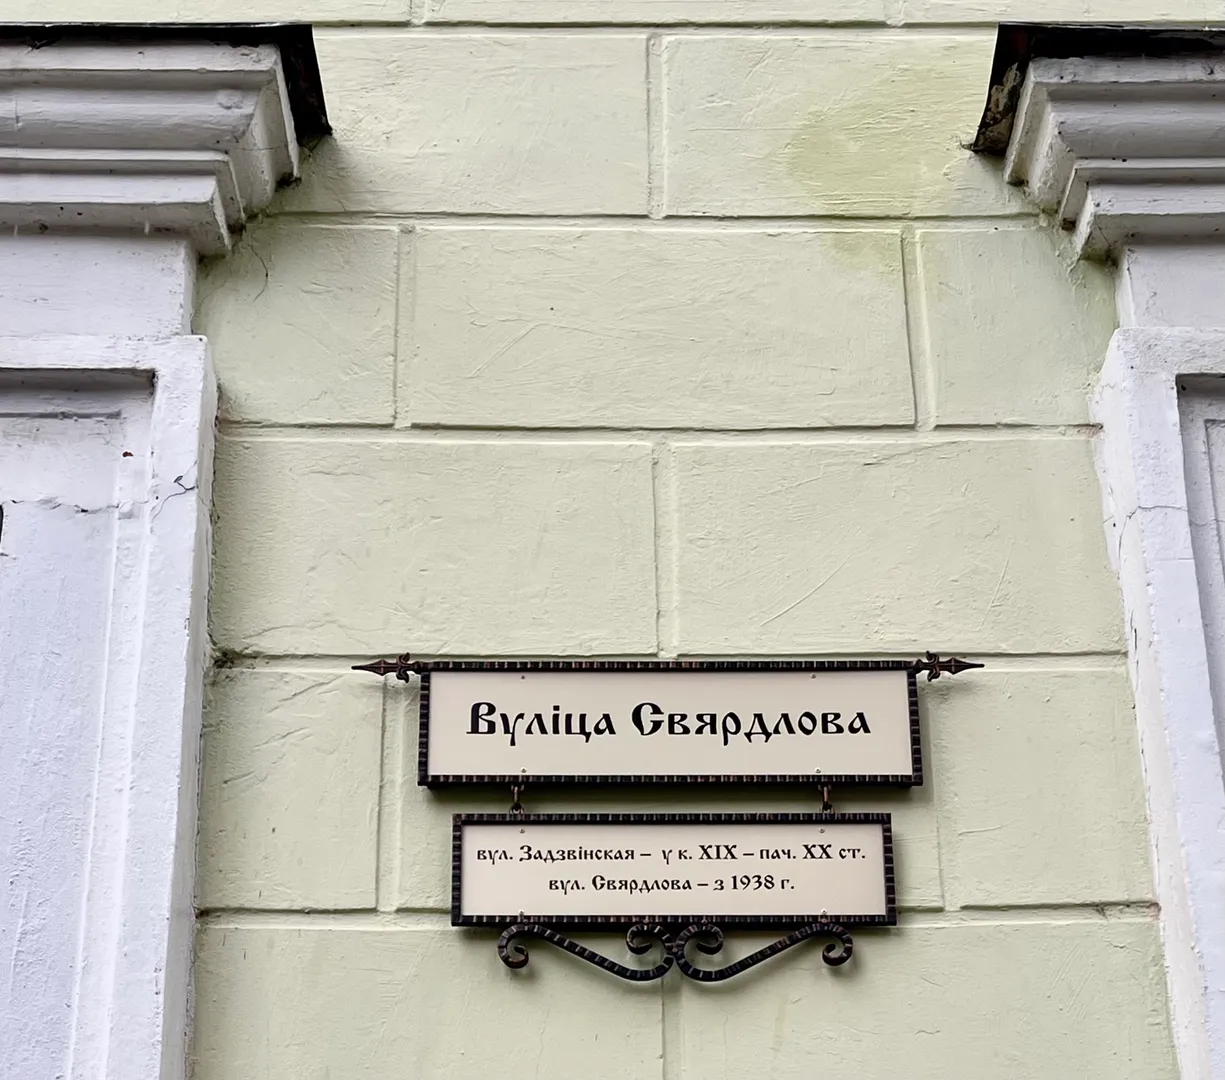 Вуліца Свярдлова
вул. Задзвінская – у к. XIX – пач. XX ст.
вул. Свярдлова – з 1938 г.